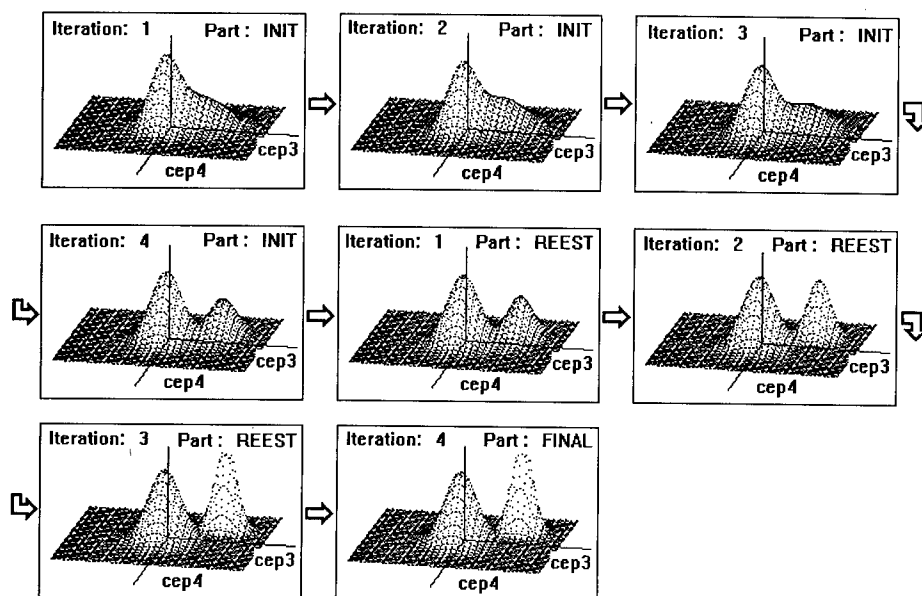 Iteration: 1 Part: INIT
cep3
cep4
Iteration: 2 Part: INIT
cep3
cep4
Iteration: 3 Part: INIT
cep3
cep4
Iteration: 4 Part: INIT
cep3
cep4
Iteration: 1 Part: REEST
cep3
cep4
Iteration: 2 Part: REEST
cep3
cep4
Iteration: 3 Part: REEST
cep3
cep4
Iteration: 4 Part: FINAL
cep3
cep4